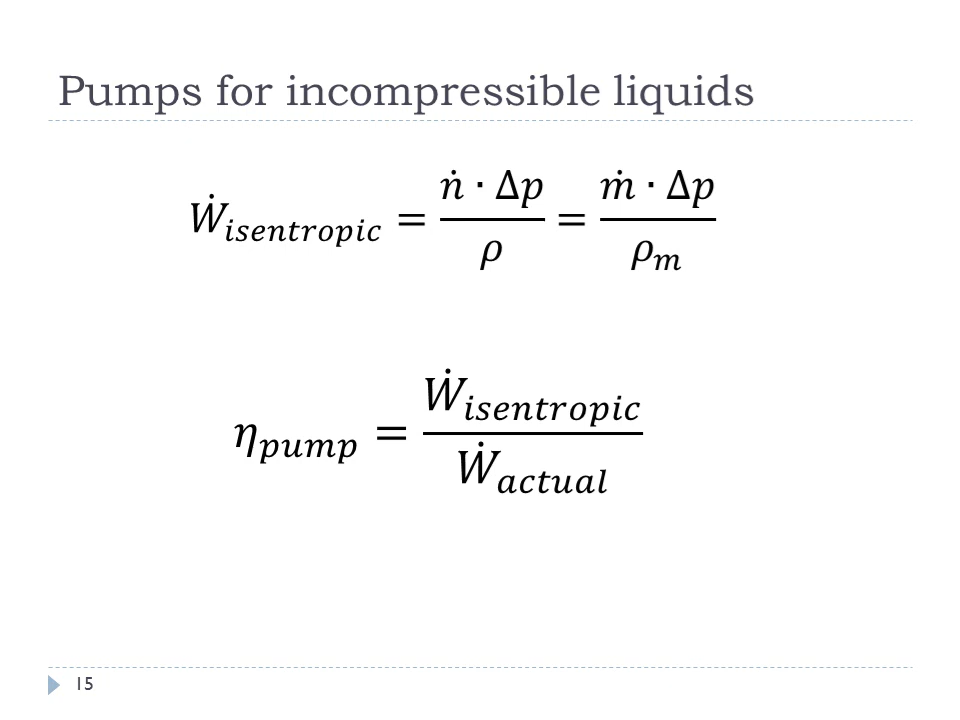 Pumps for incompressible liquids
Ẇ_isentropic = (ṅ · Δp)/ρ = (ṁ · Δp)/ρ_m
η_pump = Ẇ_isentropic/Ẇ_actual
15